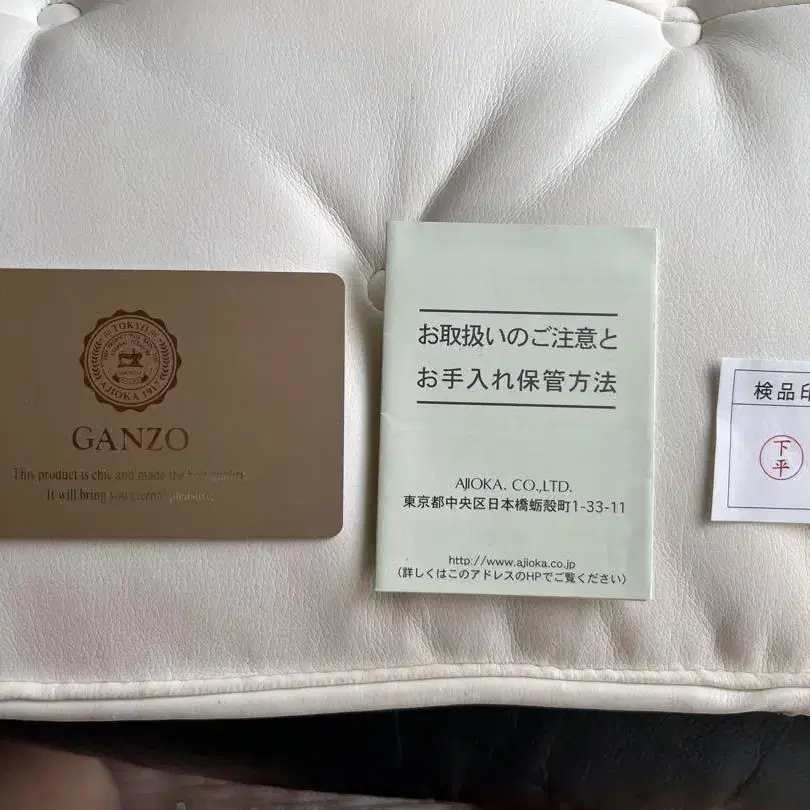 TOKYO
AJIOKA 1917
GANZO
This product is chic and made the best quality.
It will bring you eternal pleasure.
お取扱いのご注意と
お手入れ保管方法
AJIOKA. CO.,LTD.
東京都中央区日本橋蛎殻町1-33-11
http://www.ajioka.co.jp
(詳しくはこのアドレスのHPでご覧ください)
検品印
下平